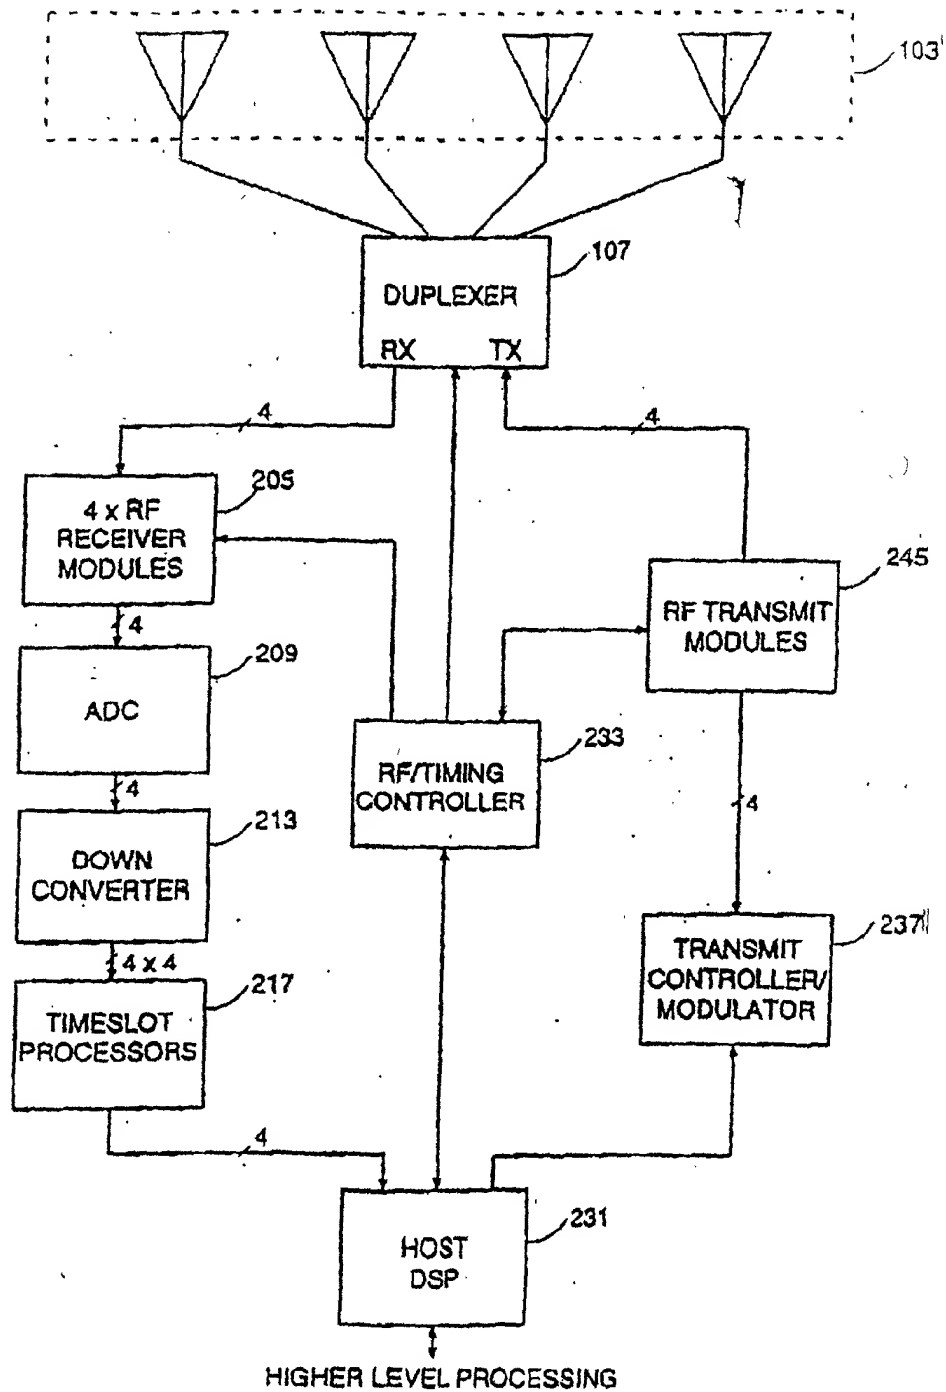 103
107
DUPLEXER
RX TX
4
4
205
4 x RF
RECEIVER
MODULES
245
RF TRANSMIT
MODULES
4
209
ADC
233
RF/TIMING
CONTROLLER
4
213
DOWN
CONVERTER
4
237
TRANSMIT
CONTROLLER/
MODULATOR
4 x 4
217
TIMESLOT
PROCESSORS
4
231
HOST
DSP
HIGHER LEVEL PROCESSING